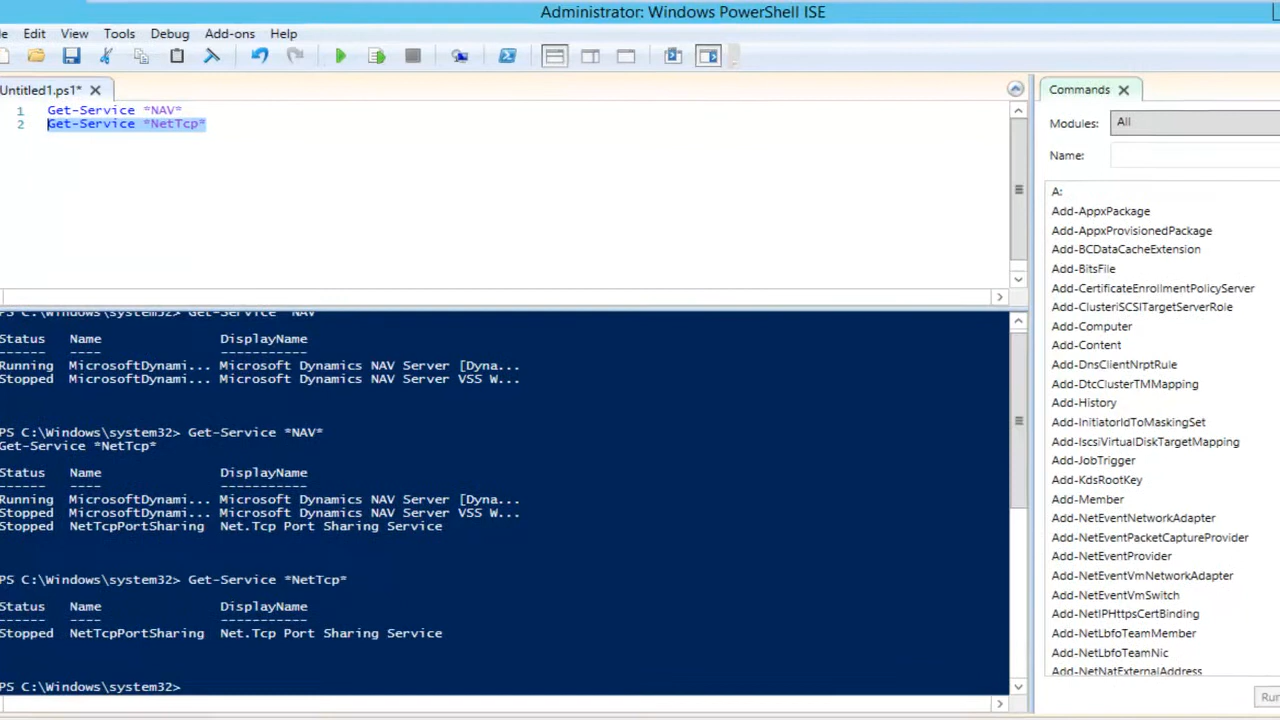 Administrator: Windows PowerShell ISE
Edit View Tools Debug Add-ons Help
Untitled1.ps1*
1 Get-Service *NAV*
2 Get-Service *NetTcp*
Status Name DisplayName
------ ---- -----------
Running MicrosoftDynami... Microsoft Dynamics NAV Server [Dyna...
Stopped MicrosoftDynami... Microsoft Dynamics NAV Server VSS W...
PS C:\Windows\system32> Get-Service *NAV*
Get-Service *NetTcp*
Status Name DisplayName
------ ---- -----------
Running MicrosoftDynami... Microsoft Dynamics NAV Server [Dyna...
Stopped MicrosoftDynami... Microsoft Dynamics NAV Server VSS W...
Stopped NetTcpPortSharing Net.Tcp Port Sharing Service
PS C:\Windows\system32> Get-Service *NetTcp*
Status Name DisplayName
------ ---- -----------
Stopped NetTcpPortSharing Net.Tcp Port Sharing Service
PS C:\Windows\system32>
Commands
Modules: All
Name:
A:
Add-AppxPackage
Add-AppxProvisionedPackage
Add-BCDataCacheExtension
Add-BitsFile
Add-CertificateEnrollmentPolicyServer
Add-ClusteriSCSITargetServerRole
Add-Computer
Add-Content
Add-DnsClientNrptRule
Add-DtcClusterTMMapping
Add-History
Add-InitiatorIdToMaskingSet
Add-IscsiVirtualDiskTargetMapping
Add-JobTrigger
Add-KdsRootKey
Add-Member
Add-NetEventNetworkAdapter
Add-NetEventPacketCaptureProvider
Add-NetEventProvider
Add-NetEventVmNetworkAdapter
Add-NetEventVmSwitch
Add-NetIPHttpsCertBinding
Add-NetLbfoTeamMember
Add-NetLbfoTeamNic
Add-NetNatExternalAddress